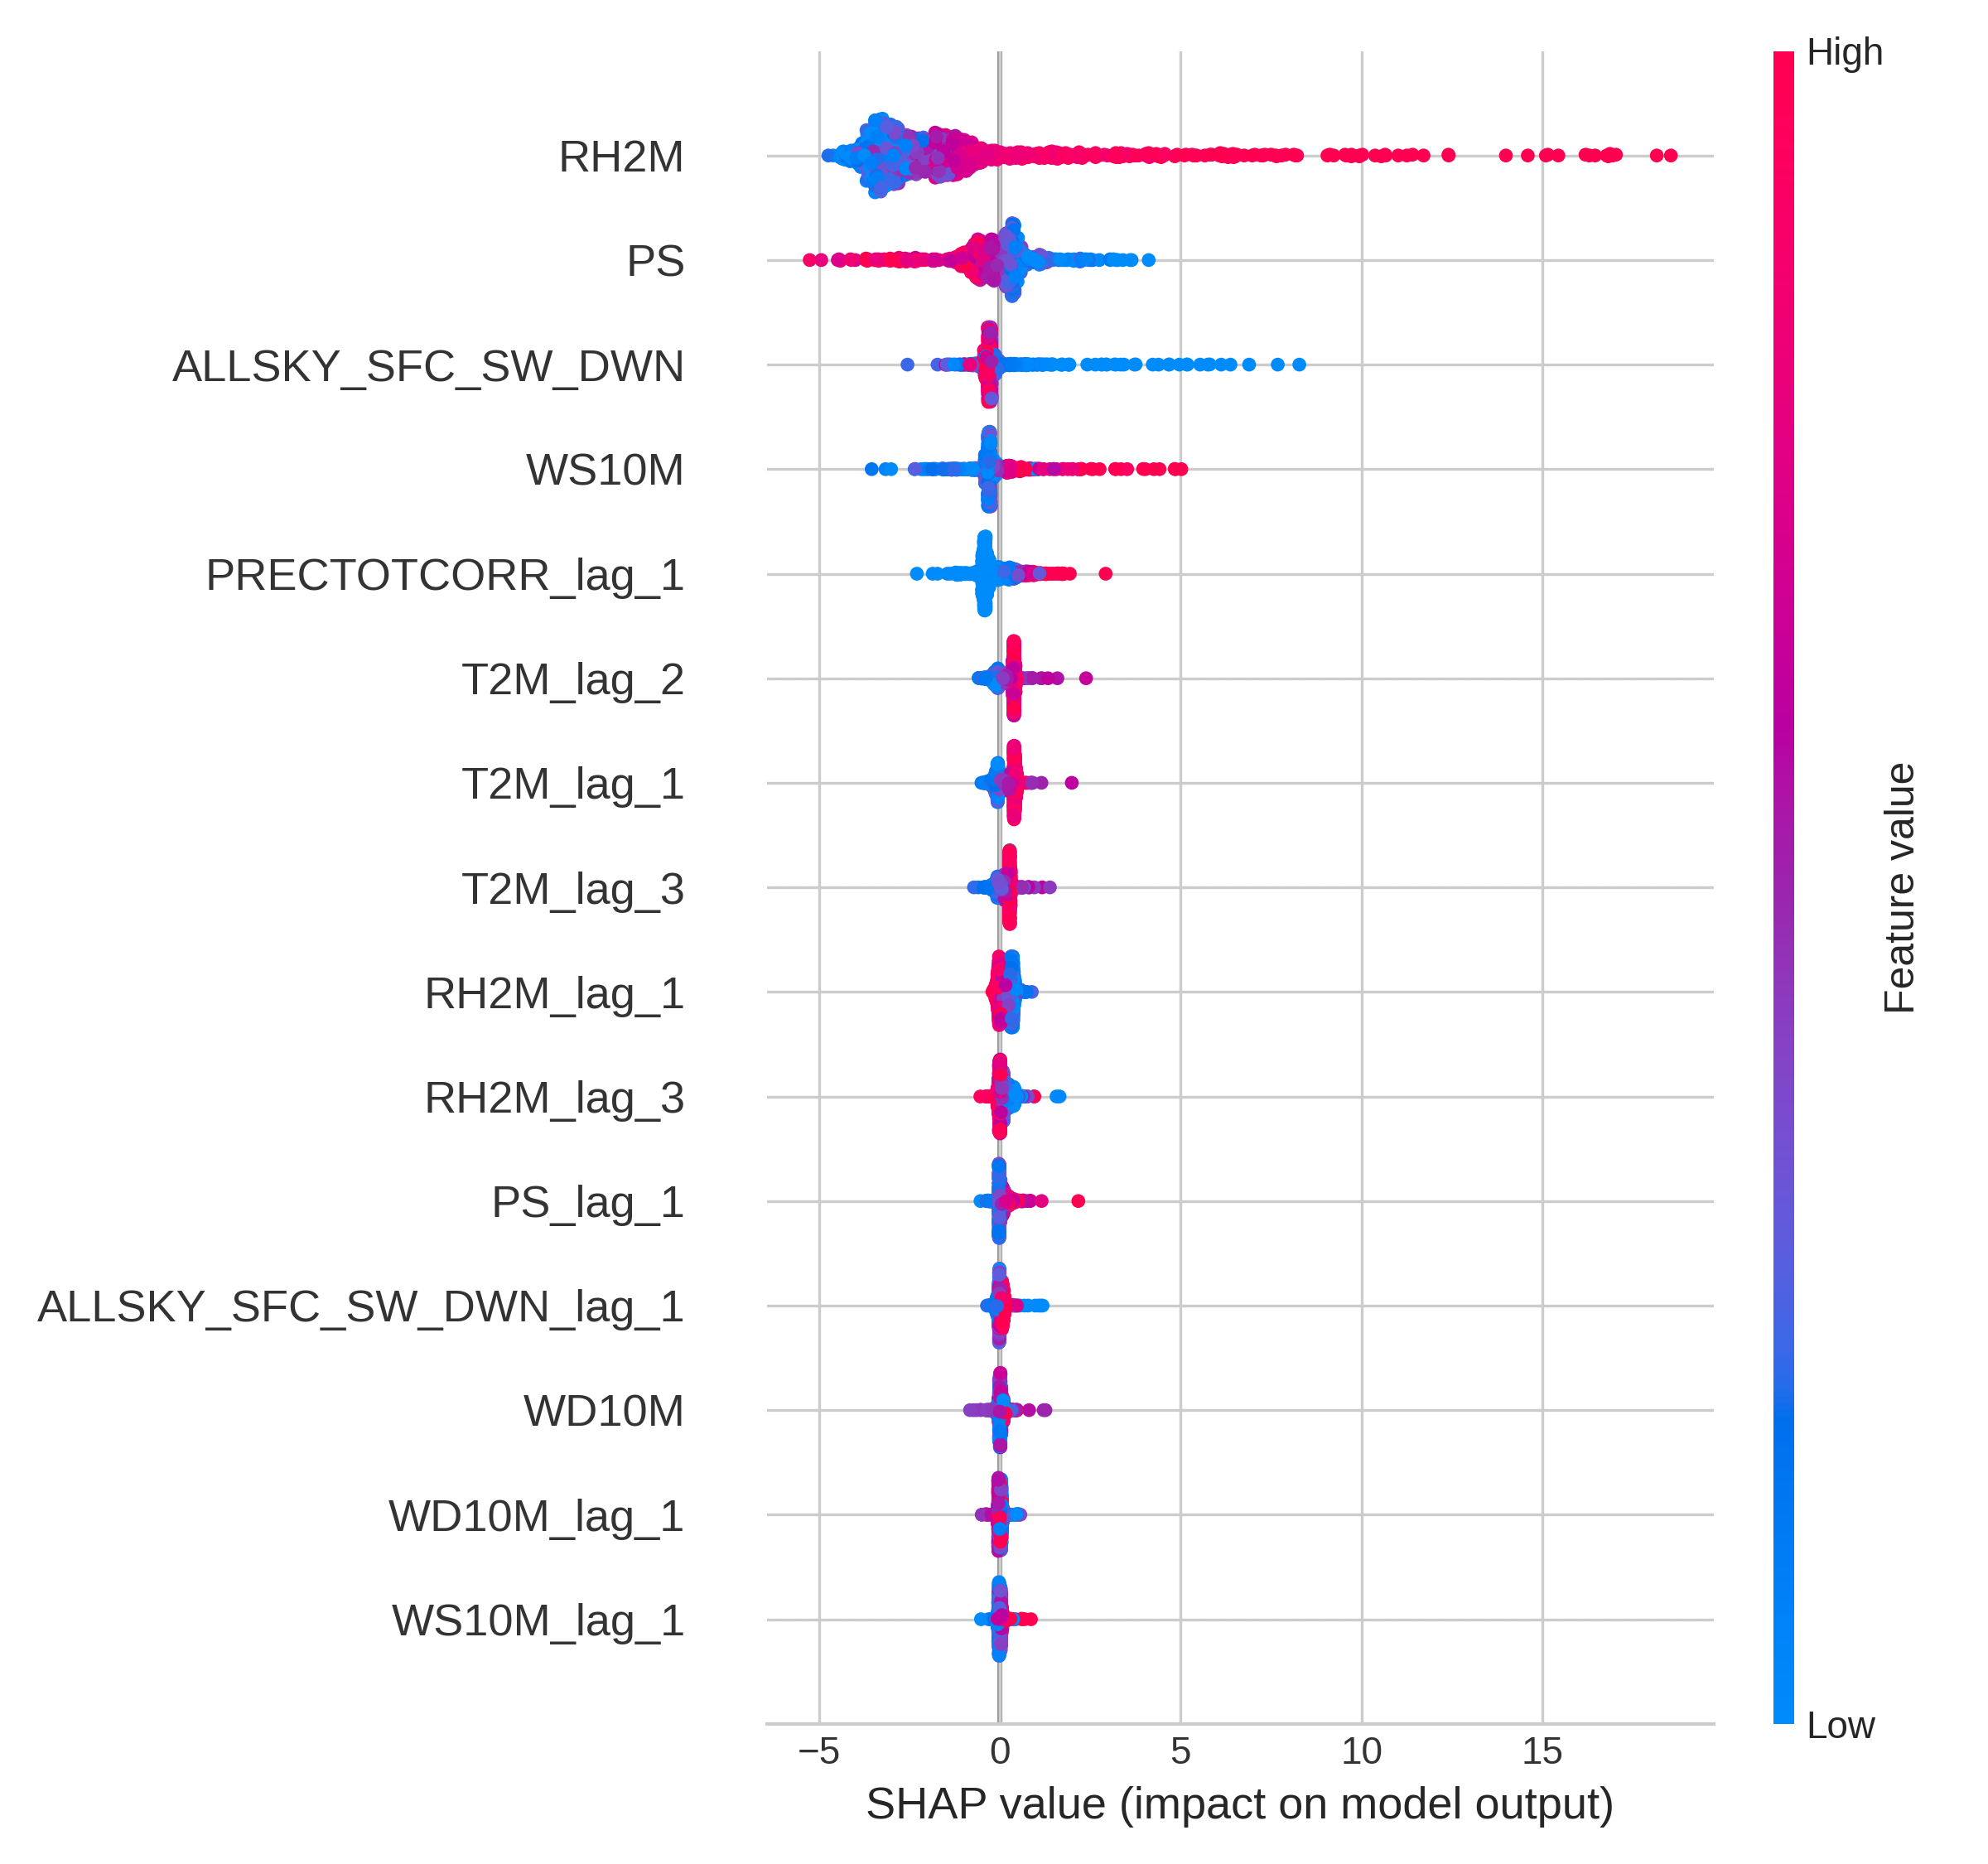 High
RH2M
PS
ALLSKY_SFC_SW_DWN
WS10M
PRECTOTCORR_lag_1
T2M_lag_2
T2M_lag_1
T2M_lag_3
RH2M_lag_1
RH2M_lag_3
PS_lag_1
ALLSKY_SFC_SW_DWN_lag_1
WD10M
WD10M_lag_1
WS10M_lag_1
Feature value
Low
−5 0 5 10 15
SHAP value (impact on model output)